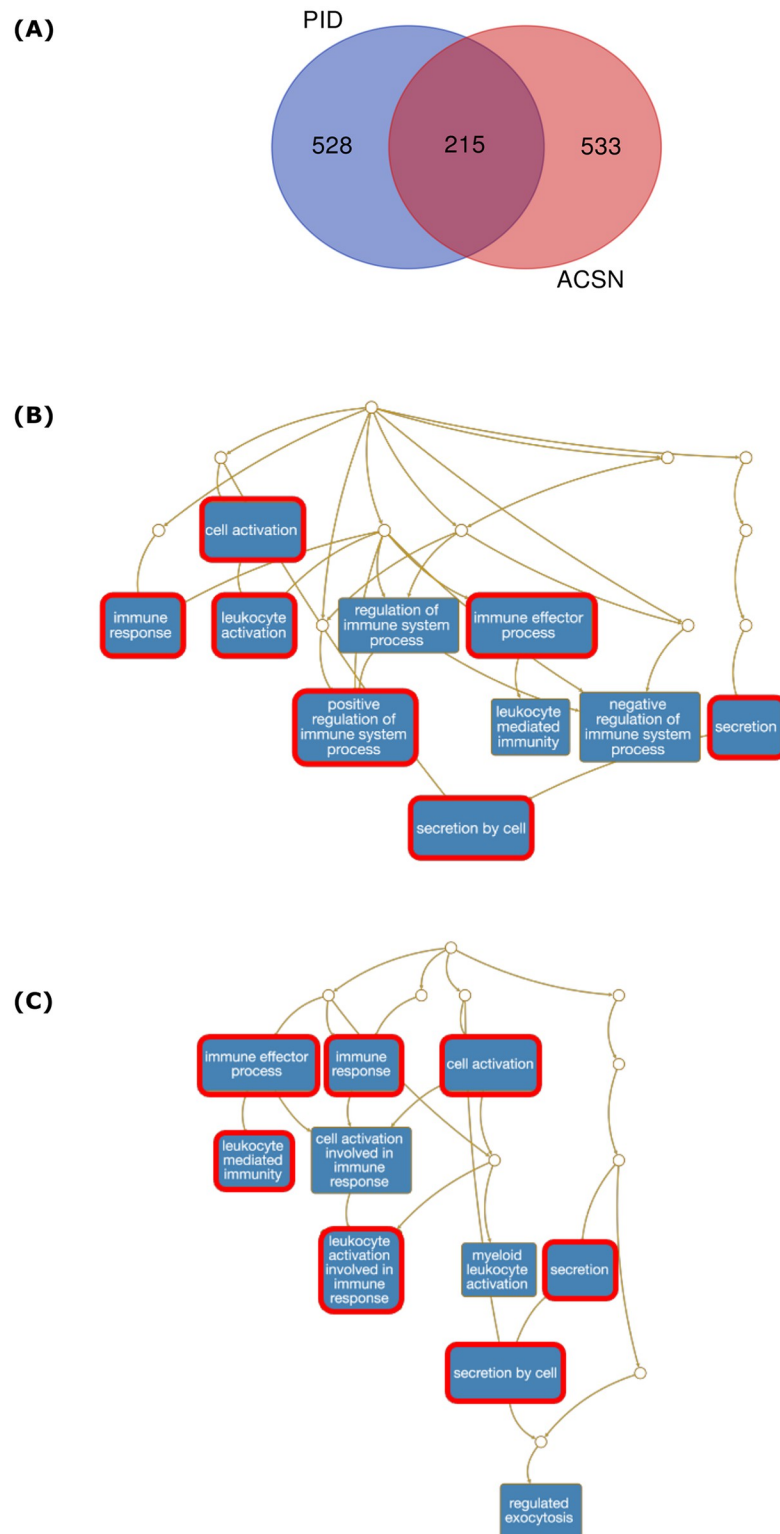 (A)
PID
528
215
533
ACSN
(B)
cell activation
immune
response
leukocyte
activation
regulation of
immune system
process
immune effector
process
positive
regulation of
immune system
process
leukocyte
mediated
immunity
negative
regulation of
immune system
process
secretion
secretion by cell
(C)
immune effector
process
immune
response
cell activation
leukocyte
mediated
immunity
cell activation
involved in
immune
response
leukocyte
activation
involved in
immune
response
myeloid
leukocyte
activation
secretion
secretion by cell
regulated
exocytosis